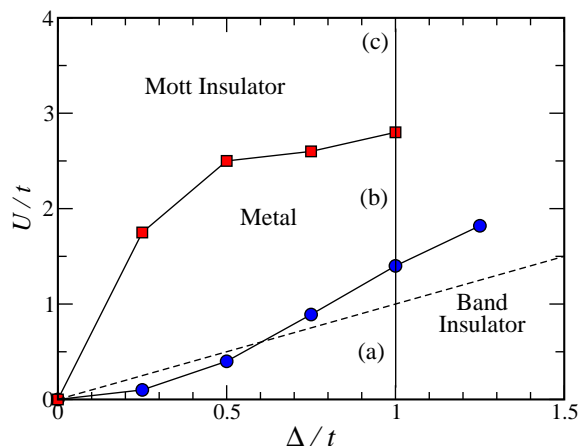 4
(c)
Mott Insulator
3
(b)
U/t
2
Metal
1
Band
Insulator
(a)
0
0 0.5 1 1.5
Δ/t